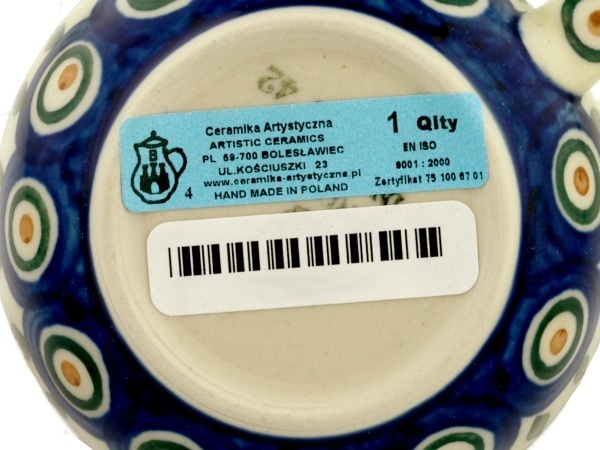 42
Ceramika Artystyczna
ARTISTIC CERAMICS
PL 59-700 BOLESŁAWIEC
UL.KOŚCIUSZKI 23
www.ceramika-artystyczna.pl
4 HAND MADE IN POLAND
1 Qlty
EN ISO
9001 : 2000
Zertyfikat 75 100 67 01